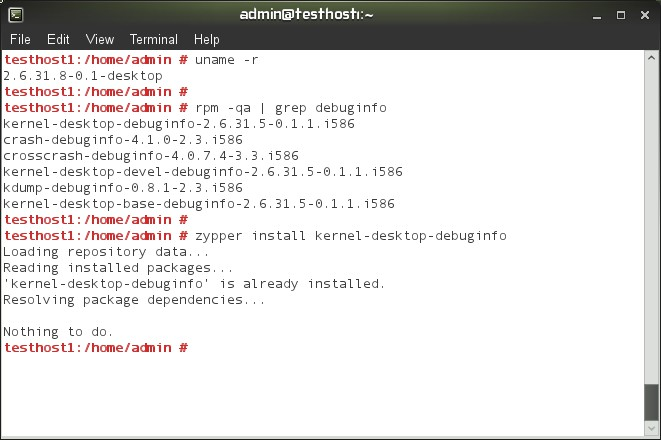 admin@testhost1:~
File Edit View Terminal Help
testhost1:/home/admin # uname -r
2.6.31.8-0.1-desktop
testhost1:/home/admin #
testhost1:/home/admin # rpm -qa | grep debuginfo
kernel-desktop-debuginfo-2.6.31.5-0.1.1.i586
crash-debuginfo-4.1.0-2.3.i586
crosscrash-debuginfo-4.0.7.4-3.3.i586
kernel-desktop-devel-debuginfo-2.6.31.5-0.1.1.i586
kdump-debuginfo-0.8.1-2.3.i586
kernel-desktop-base-debuginfo-2.6.31.5-0.1.1.i586
testhost1:/home/admin #
testhost1:/home/admin # zypper install kernel-desktop-debuginfo
Loading repository data...
Reading installed packages...
'kernel-desktop-debuginfo' is already installed.
Resolving package dependencies...
Nothing to do.
testhost1:/home/admin #